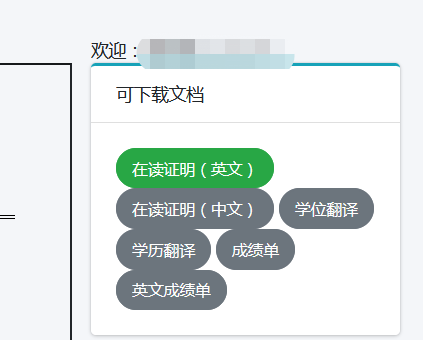 欢迎：
可下载文档
在读证明（英文）
在读证明（中文） 学位翻译
学历翻译 成绩单
英文成绩单